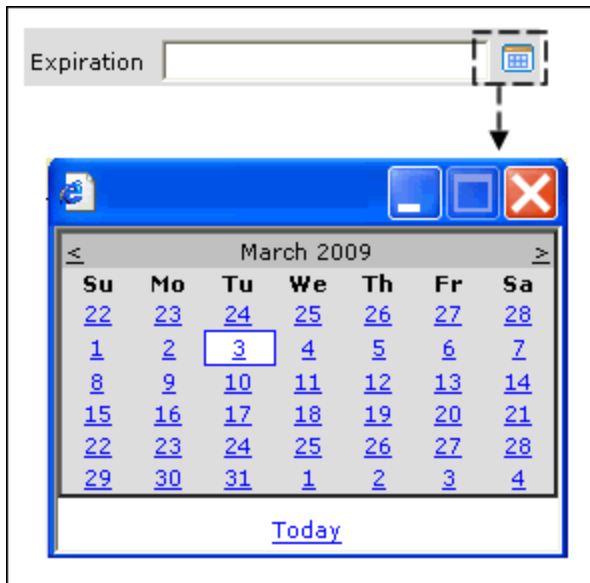 Expiration
< March 2009 >
Su Mo Tu We Th Fr Sa
22 23 24 25 26 27 28
1 2 3 4 5 6 7
8 9 10 11 12 13 14
15 16 17 18 19 20 21
22 23 24 25 26 27 28
29 30 31 1 2 3 4
Today